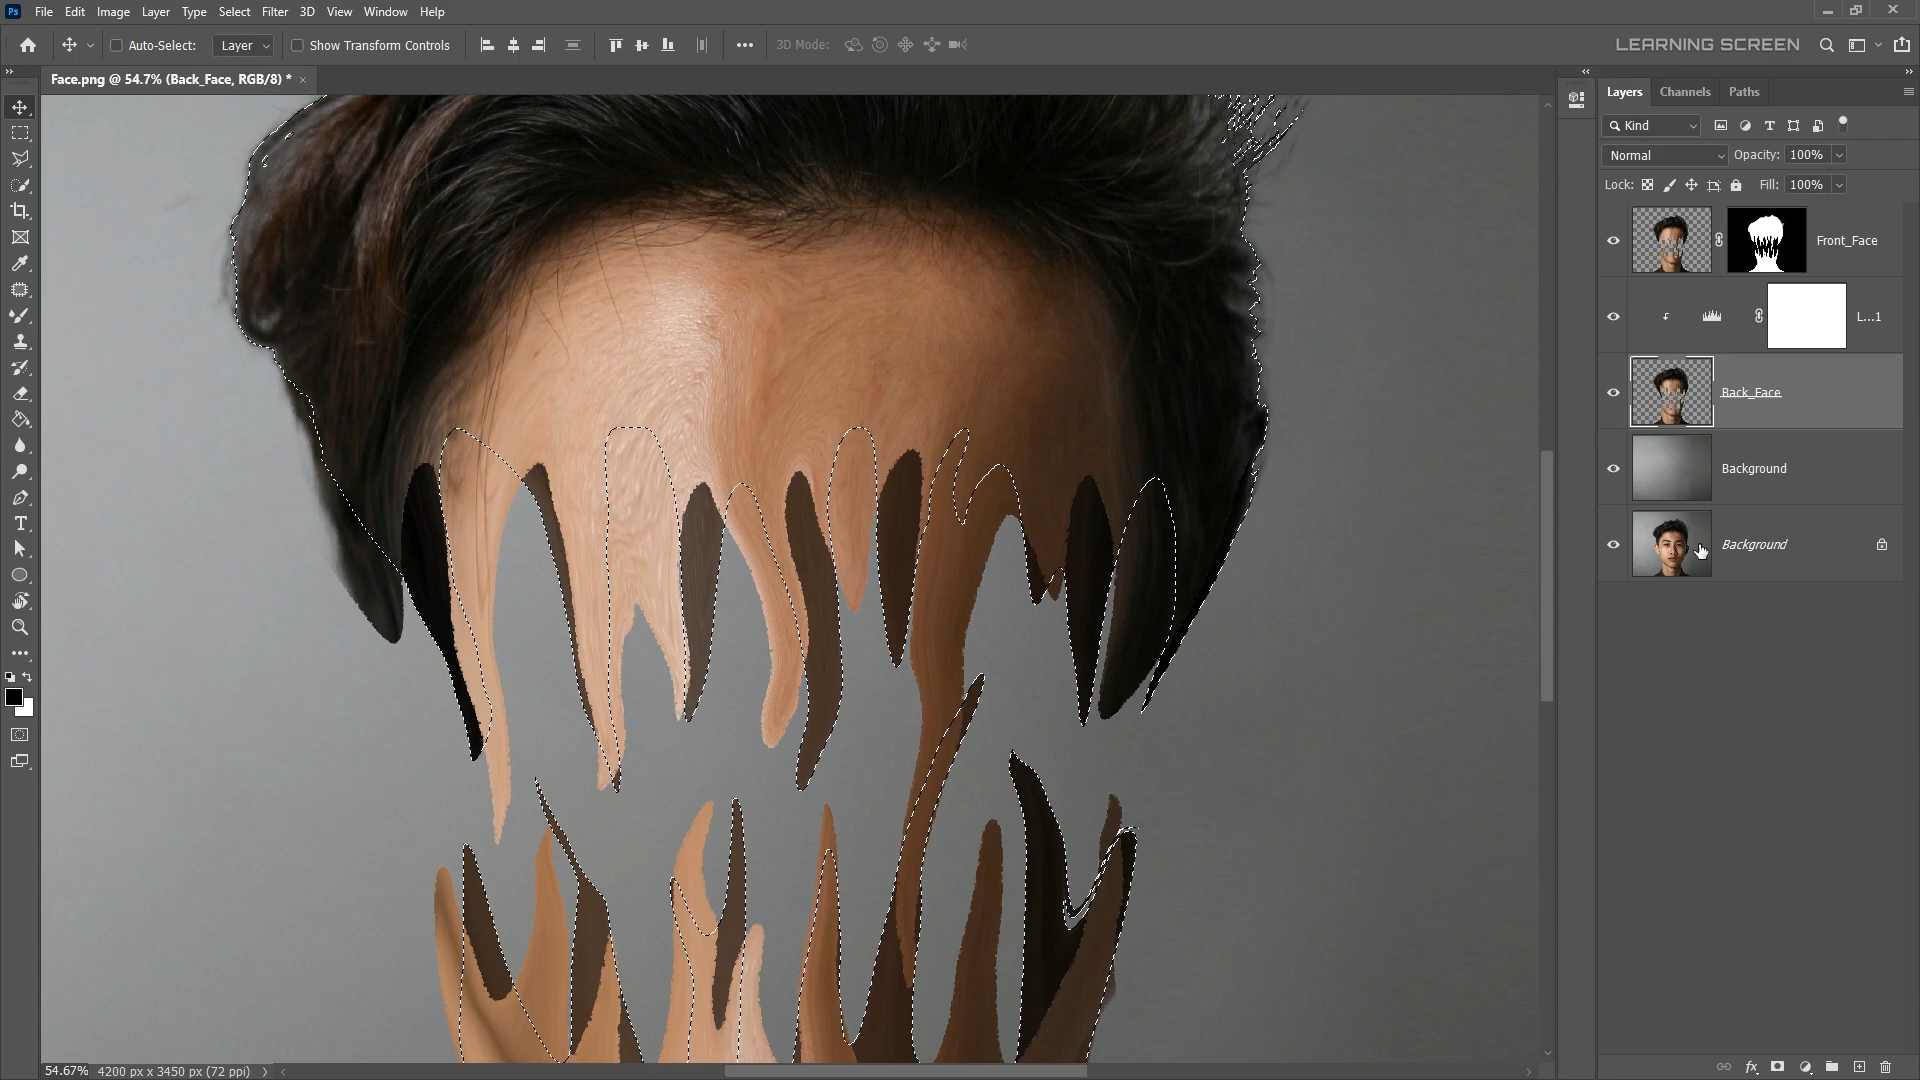 Ps File Edit Image Layer Type Select Filter 3D View Window Help
Auto-Select: Layer Show Transform Controls 3D Mode: LEARNING SCREEN
Face.png @ 54.7% (Back_Face, RGB/8) *
Layers Channels Paths
Kind
Normal Opacity: 100%
Lock: Fill: 100%
Front_Face
L...1
Back_Face
Background
Background
54.67% 4200 px x 3450 px (72 ppi)